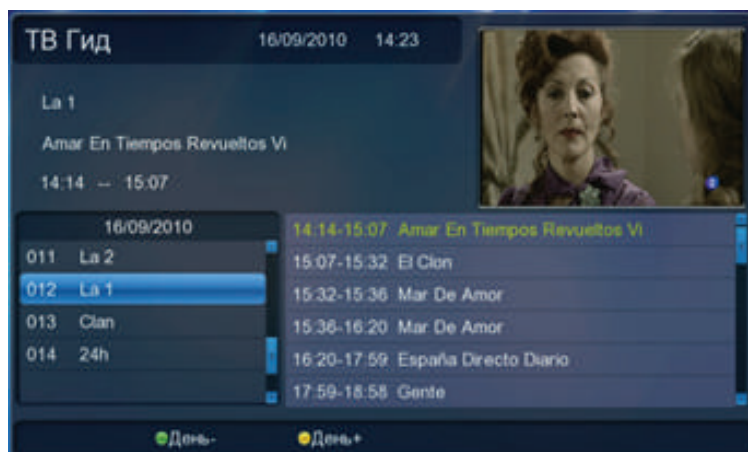 ТВ Гид 16/09/2010 14:23
La 1
Amar En Tiempos Revueltos Vi
14:14 -- 15:07
16/09/2010
011 La 2
012 La 1
013 Clan
014 24h
14:14-15:07 Amar En Tiempos Revueltos Vi
15:07-15:32 El Clon
15:32-15:36 Mar De Amor
15:36-16:20 Mar De Amor
16:20-17:59 España Directo Diario
17:59-18:58 Gente
День- День+